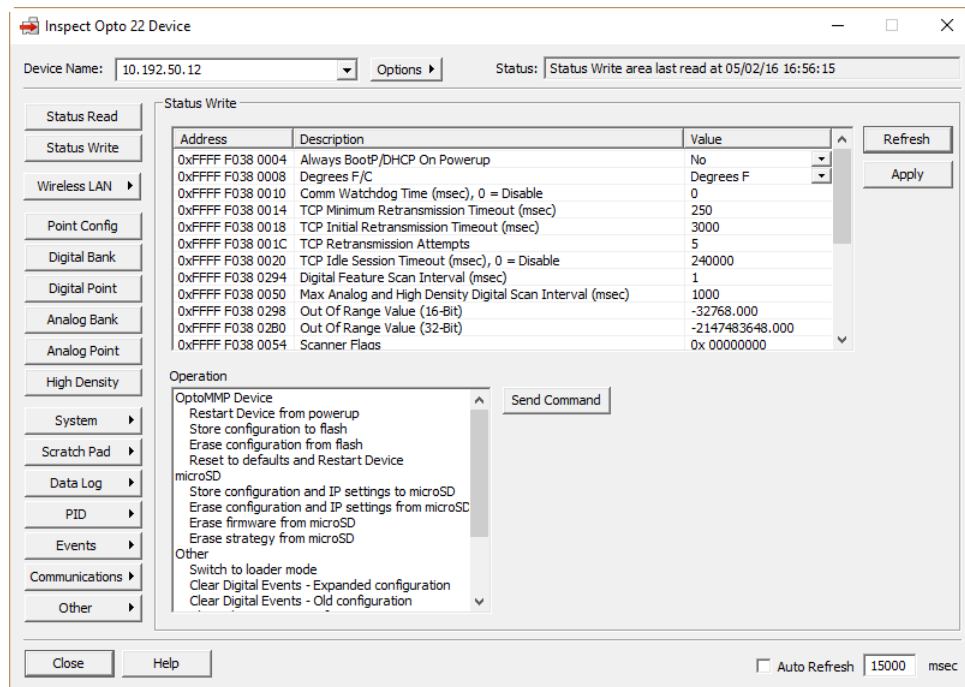 Inspect Opto 22 Device
Device Name: 10.192.50.12 Options Status: Status Write area last read at 05/02/16 16:56:15
Status Read
Status Write
Wireless LAN
Point Config
Digital Bank
Digital Point
Analog Bank
Analog Point
High Density
System
Scratch Pad
Data Log
PID
Events
Communications
Other
Status Write
Address Description Value
0xFFFF F038 0004 Always BootP/DHCP On Powerup No
0xFFFF F038 0008 Degrees F/C Degrees F
0xFFFF F038 0010 Comm Watchdog Time (msec), 0 = Disable 0
0xFFFF F038 0014 TCP Minimum Retransmission Timeout (msec) 250
0xFFFF F038 0018 TCP Initial Retransmission Timeout (msec) 3000
0xFFFF F038 001C TCP Retransmission Attempts 5
0xFFFF F038 0020 TCP Idle Session Timeout (msec), 0 = Disable 240000
0xFFFF F038 0294 Digital Feature Scan Interval (msec) 1
0xFFFF F038 0050 Max Analog and High Density Digital Scan Interval (msec) 1000
0xFFFF F038 0298 Out Of Range Value (16-Bit) -32768.000
0xFFFF F038 02B0 Out Of Range Value (32-Bit) -2147483648.000
0xFFFF F038 0054 Scanner Flags 0x 00000000
Refresh
Apply
Operation
OptoMMP Device
Restart Device from powerup
Store configuration to flash
Erase configuration from flash
Reset to defaults and Restart Device
microSD
Store configuration and IP settings to microSD
Erase configuration and IP settings from microSD
Erase firmware from microSD
Erase strategy from microSD
Other
Switch to loader mode
Clear Digital Events - Expanded configuration
Clear Digital Events - Old configuration
Send Command
Close Help Auto Refresh 15000 msec